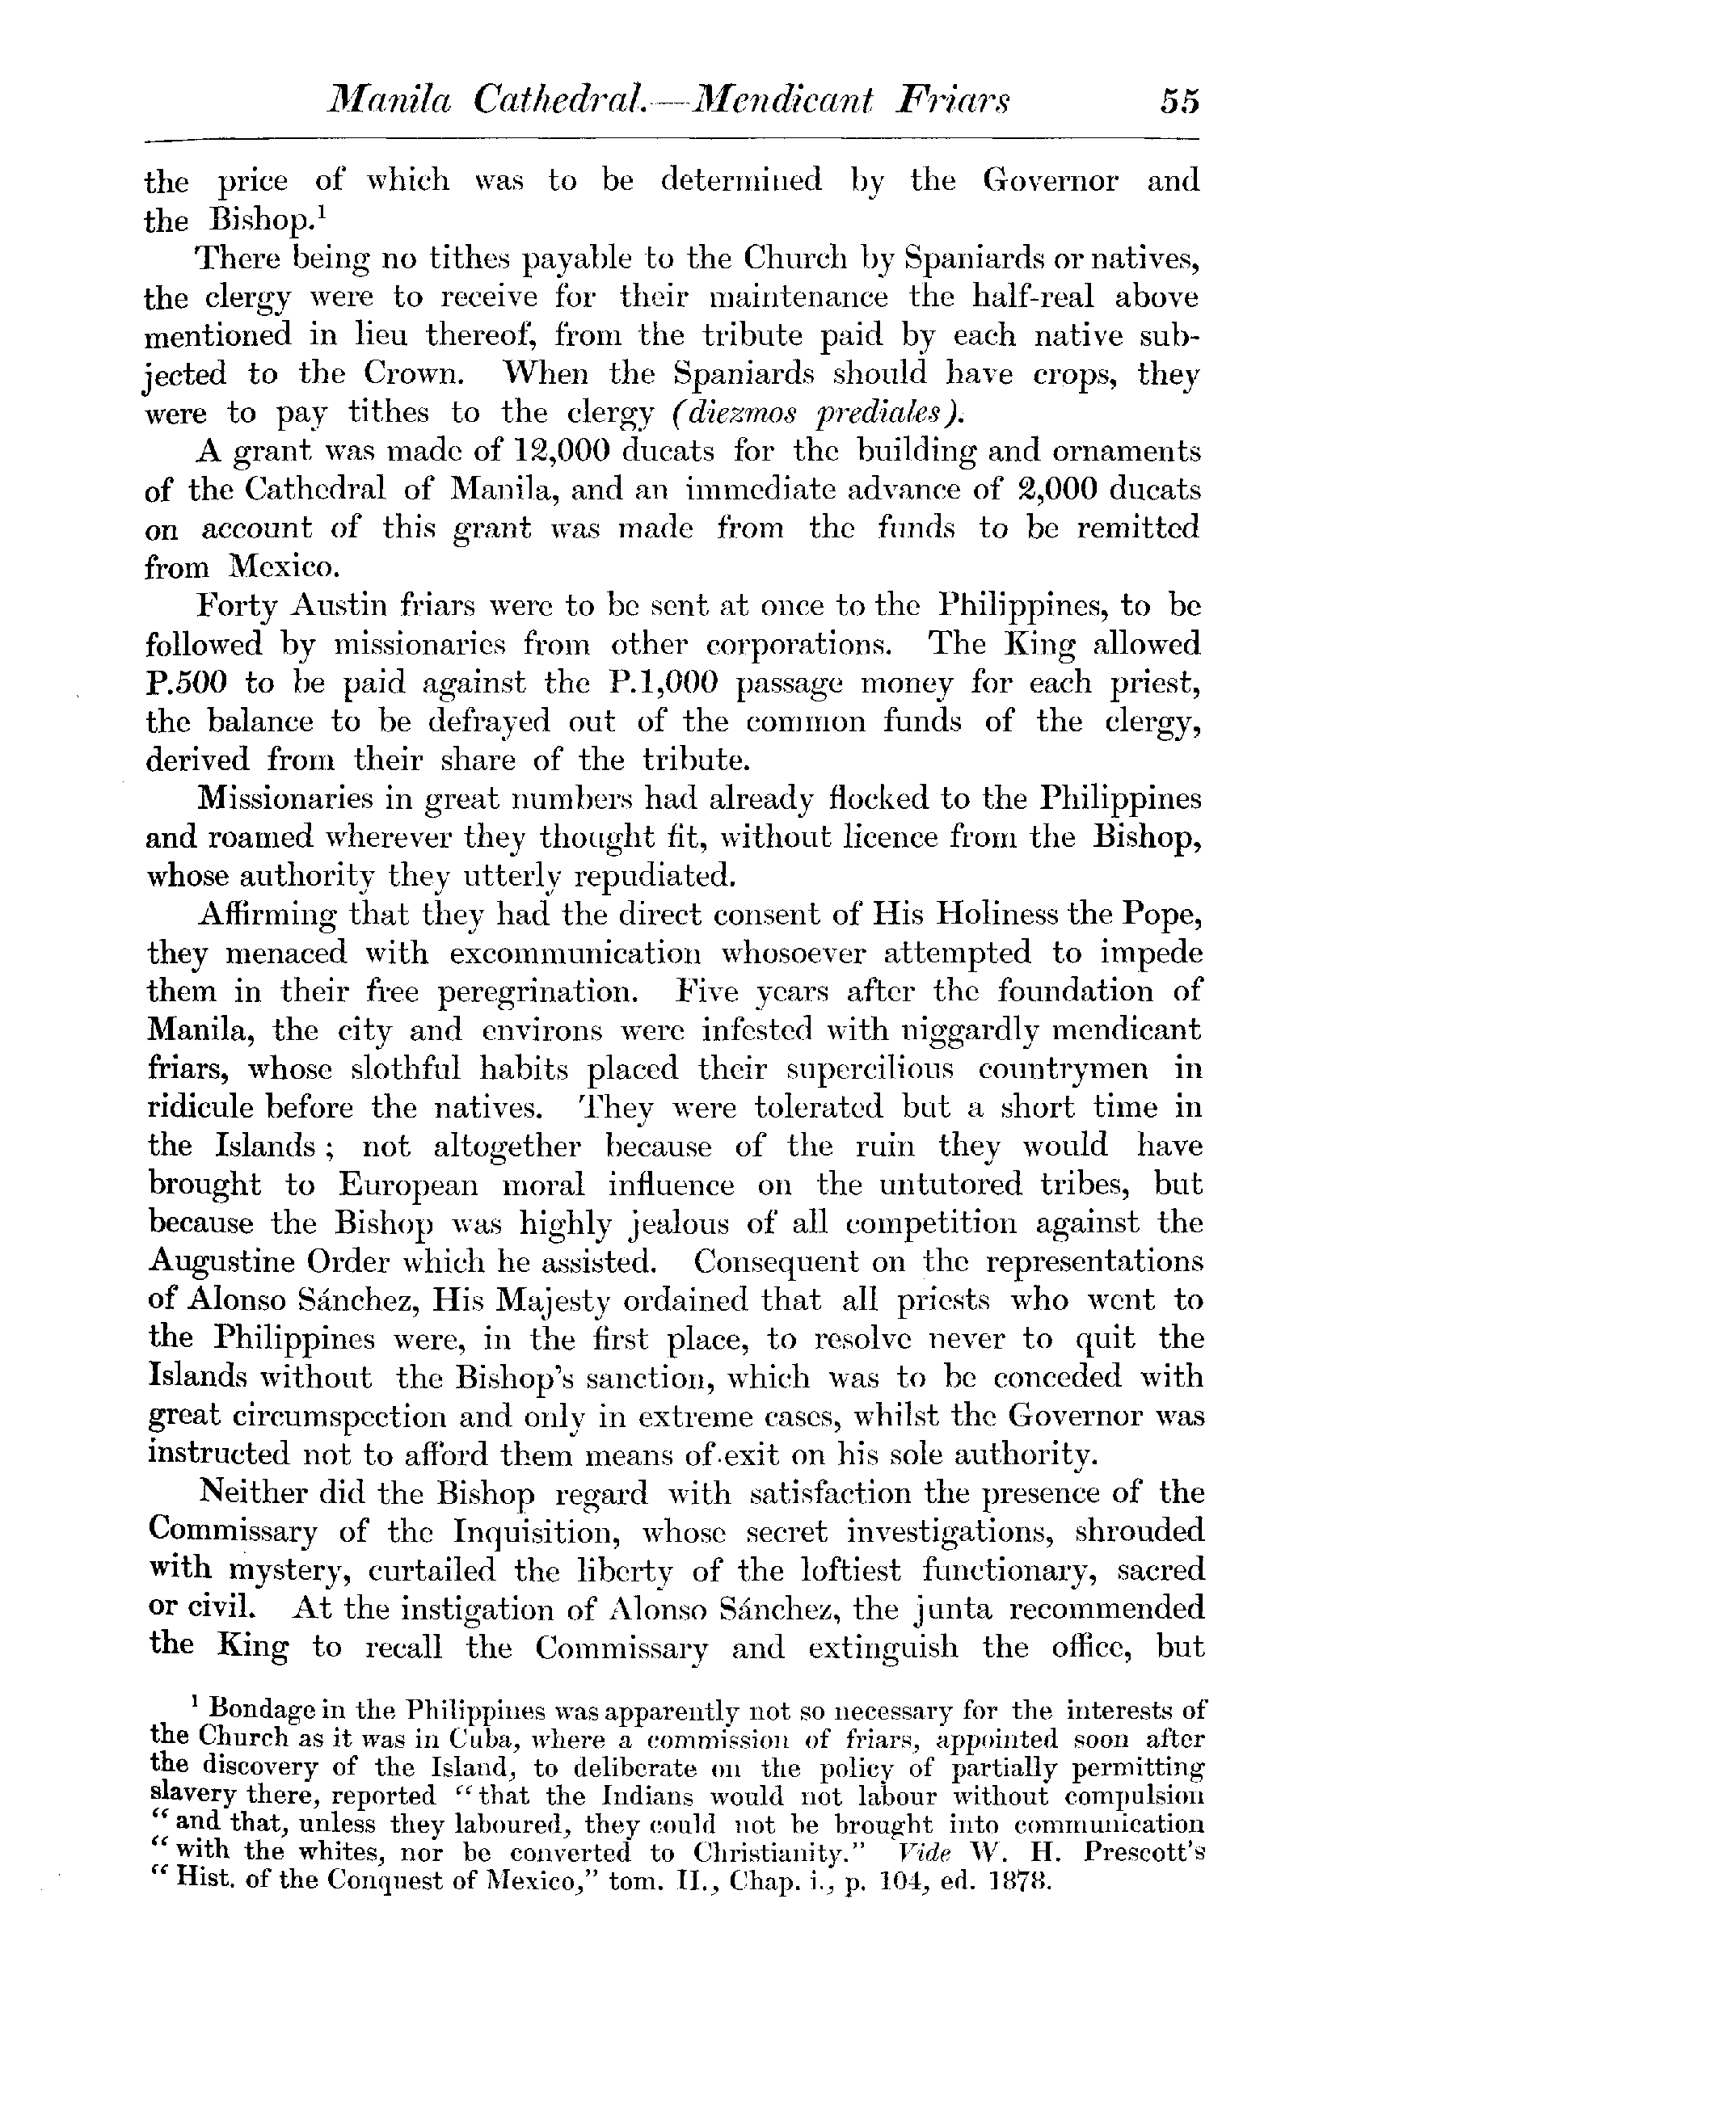 Manila Cathedral.—Mendicant Friars 55
the price of which was to be determined by the Governor and
the Bishop.¹
There being no tithes payable to the Church by Spaniards or natives,
the clergy were to receive for their maintenance the half-real above
mentioned in lieu thereof, from the tribute paid by each native sub-
jected to the Crown. When the Spaniards should have crops, they
were to pay tithes to the clergy (diezmos prediales).
A grant was made of 12,000 ducats for the building and ornaments
of the Cathedral of Manila, and an immediate advance of 2,000 ducats
on account of this grant was made from the funds to be remitted
from Mexico.
Forty Austin friars were to be sent at once to the Philippines, to be
followed by missionaries from other corporations. The King allowed
P.500 to be paid against the P.1,000 passage money for each priest,
the balance to be defrayed out of the common funds of the clergy,
derived from their share of the tribute.
Missionaries in great numbers had already flocked to the Philippines
and roamed wherever they thought fit, without licence from the Bishop,
whose authority they utterly repudiated.
Affirming that they had the direct consent of His Holiness the Pope,
they menaced with excommunication whosoever attempted to impede
them in their free peregrination. Five years after the foundation of
Manila, the city and environs were infested with niggardly mendicant
friars, whose slothful habits placed their supercilious countrymen in
ridicule before the natives. They were tolerated but a short time in
the Islands ; not altogether because of the ruin they would have
brought to European moral influence on the untutored tribes, but
because the Bishop was highly jealous of all competition against the
Augustine Order which he assisted. Consequent on the representations
of Alonso Sánchez, His Majesty ordained that all priests who went to
the Philippines were, in the first place, to resolve never to quit the
Islands without the Bishop's sanction, which was to be conceded with
great circumspection and only in extreme cases, whilst the Governor was
instructed not to afford them means of exit on his sole authority.
Neither did the Bishop regard with satisfaction the presence of the
Commissary of the Inquisition, whose secret investigations, shrouded
with mystery, curtailed the liberty of the loftiest functionary, sacred
or civil. At the instigation of Alonso Sánchez, the junta recommended
the King to recall the Commissary and extinguish the office, but
¹ Bondage in the Philippines was apparently not so necessary for the interests of
the Church as it was in Cuba, where a commission of friars, appointed soon after
the discovery of the Island, to deliberate on the policy of partially permitting
slavery there, reported “that the Indians would not labour without compulsion
“and that, unless they laboured, they could not be brought into communication
“with the whites, nor be converted to Christianity.” Vide W. H. Prescott's
“Hist. of the Conquest of Mexico,” tom. II., Chap. i., p. 104, ed. 1878.